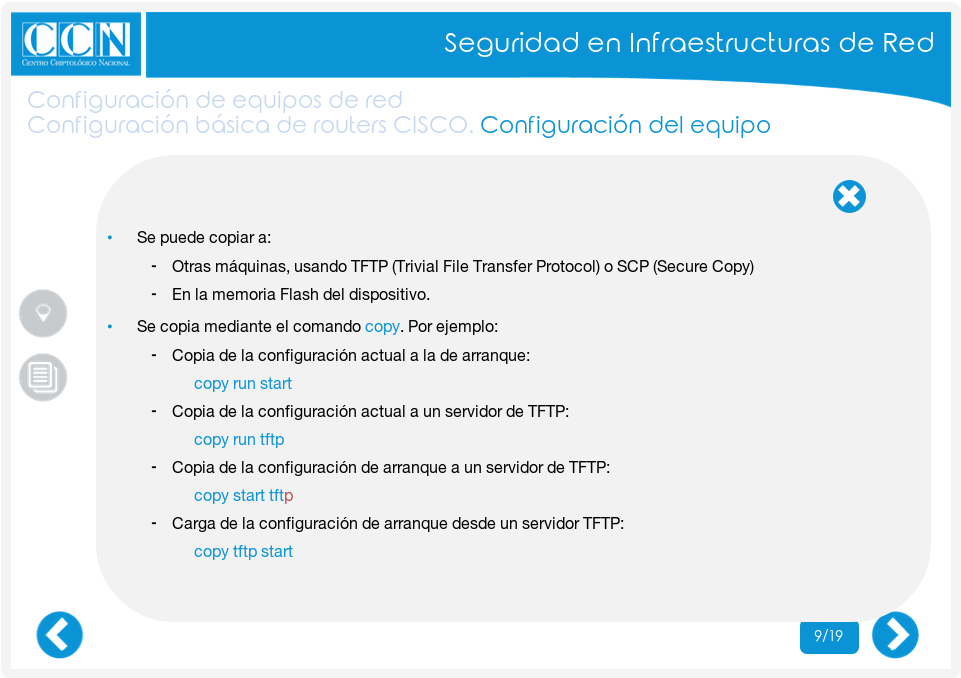 CCN
CENTRO CRIPTOLÓGICO NACIONAL
Seguridad en Infraestructuras de Red
Configuración de equipos de red
Configuración básica de routers CISCO. Configuración del equipo
• Se puede copiar a:
- Otras máquinas, usando TFTP (Trivial File Transfer Protocol) o SCP (Secure Copy)
- En la memoria Flash del dispositivo.
• Se copia mediante el comando copy. Por ejemplo:
- Copia de la configuración actual a la de arranque:
copy run start
- Copia de la configuración actual a un servidor de TFTP:
copy run tftp
- Copia de la configuración de arranque a un servidor de TFTP:
copy start tftp
- Carga de la configuración de arranque desde un servidor TFTP:
copy tftp start
9/19